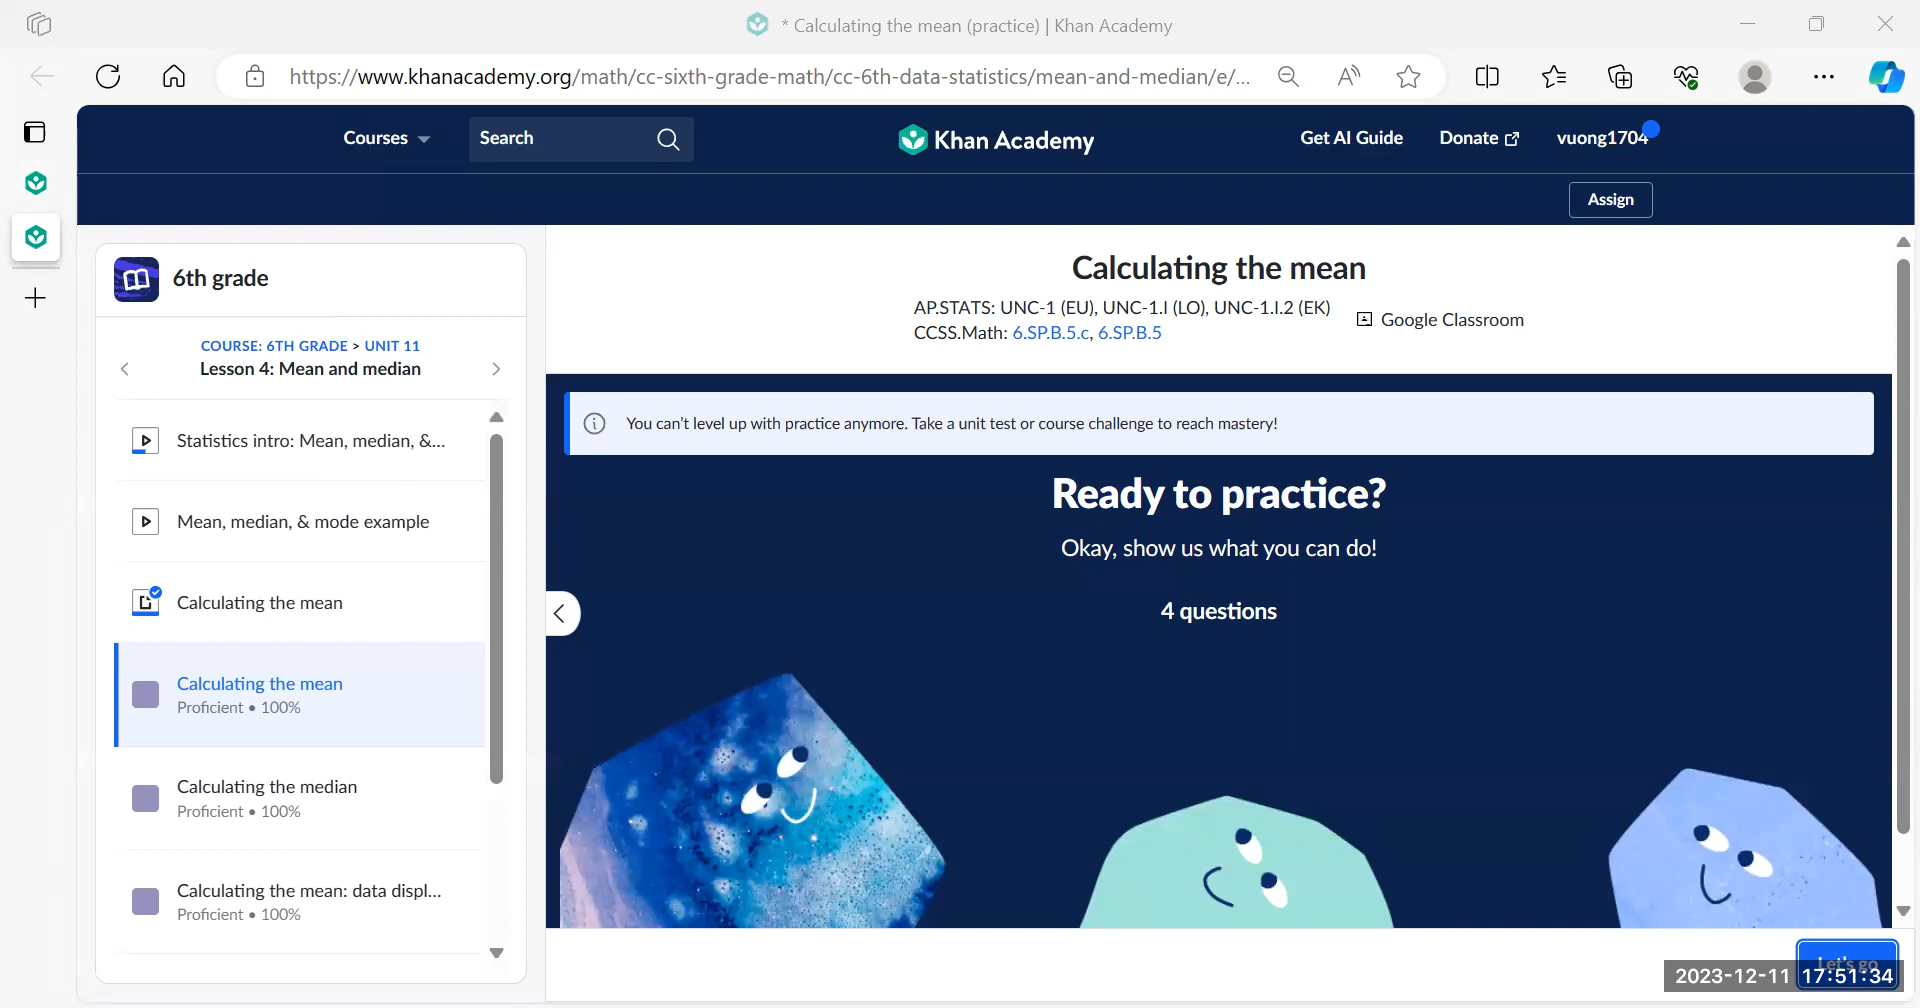 * Calculating the mean (practice) | Khan Academy
https://www.khanacademy.org/math/cc-sixth-grade-math/cc-6th-data-statistics/mean-and-median/e/...
Courses
Search
Khan Academy
Get AI Guide
Donate
vuong1704
Assign
6th grade
COURSE: 6TH GRADE > UNIT 11
Lesson 4: Mean and median
Statistics intro: Mean, median, &...
Mean, median, & mode example
Calculating the mean
Calculating the mean
Proficient • 100%
Calculating the median
Proficient • 100%
Calculating the mean: data displ...
Proficient • 100%
Calculating the mean
AP.STATS: UNC-1 (EU), UNC-1.I (LO), UNC-1.I.2 (EK)
CCSS.Math: 6.SP.B.5.c, 6.SP.B.5
Google Classroom
You can't level up with practice anymore. Take a unit test or course challenge to reach mastery!
Ready to practice?
Okay, show us what you can do!
4 questions
Let's go
2023-12-11 17:51:34